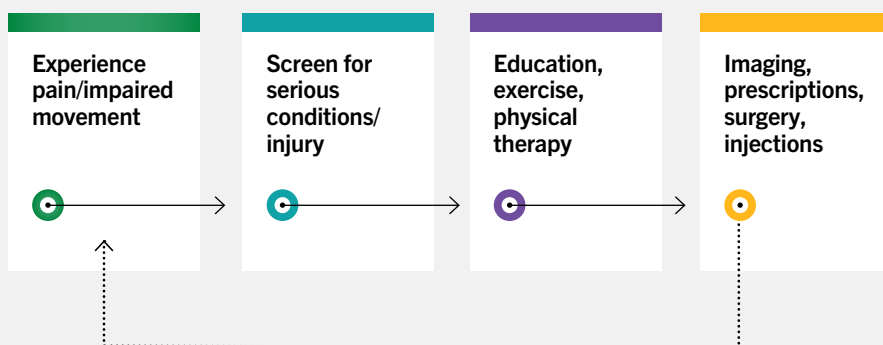 Experience
pain/impaired
movement
Screen for
serious
conditions/
injury
Education,
exercise,
physical
therapy
Imaging,
prescriptions,
surgery,
injections